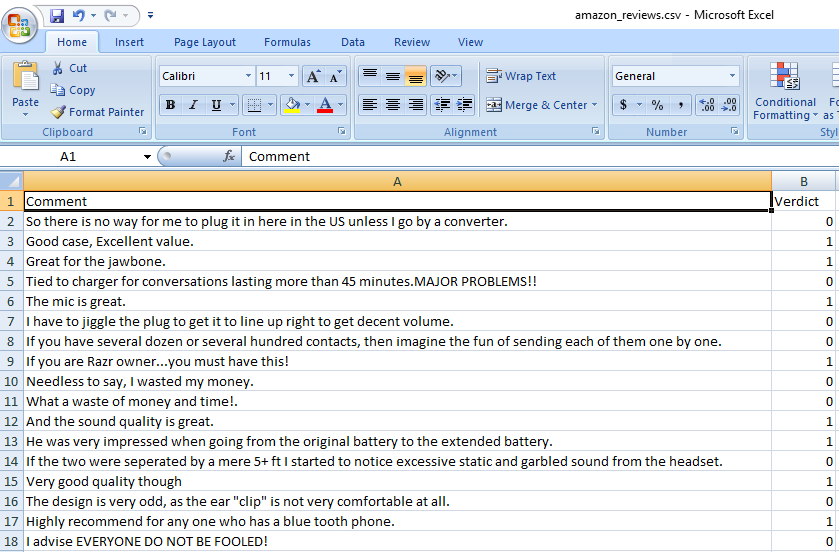 amazon_reviews.csv - Microsoft Excel
Home Insert Page Layout Formulas Data Review View
Paste
Cut
Copy
Format Painter
Clipboard
Calibri 11 A A
B I U A
Font
Wrap Text
Merge & Center
Alignment
General
$ % , .0 .00 .00 .0
Number
Conditional
Formatting
as
Styl
A1 fx Comment
A B
1 Comment Verdict
2 So there is no way for me to plug it in here in the US unless I go by a converter. 0
3 Good case, Excellent value. 1
4 Great for the jawbone. 1
5 Tied to charger for conversations lasting more than 45 minutes.MAJOR PROBLEMS!! 0
6 The mic is great. 1
7 I have to jiggle the plug to get it to line up right to get decent volume. 0
8 If you have several dozen or several hundred contacts, then imagine the fun of sending each of them one by one. 0
9 If you are Razr owner...you must have this! 1
10 Needless to say, I wasted my money. 0
11 What a waste of money and time!. 0
12 And the sound quality is great. 1
13 He was very impressed when going from the original battery to the extended battery. 1
14 If the two were seperated by a mere 5+ ft I started to notice excessive static and garbled sound from the headset. 0
15 Very good quality though 1
16 The design is very odd, as the ear "clip" is not very comfortable at all. 0
17 Highly recommend for any one who has a blue tooth phone. 1
18 I advise EVERYONE DO NOT BE FOOLED! 0